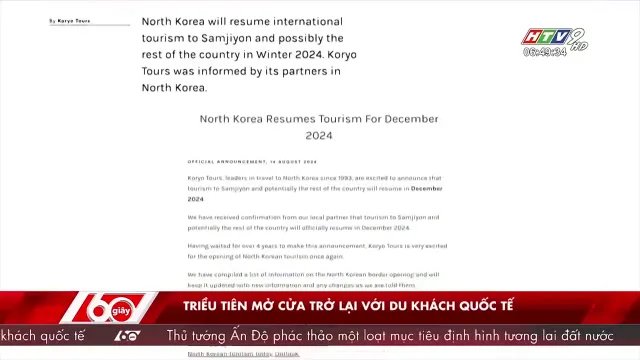 By Koryo Tours
North Korea will resume international
tourism to Samjiyon and possibly the
rest of the country in Winter 2024. Koryo
Tours was informed by its partners in
North Korea.
HTV9 HD
06:49:34
North Korea Resumes Tourism For December
2024
OFFICIAL ANNOUNCEMENT, 14 AUGUST 2024
Koryo Tours, leaders in travel to North Korea since 1993, are excited to announce that
tourism to Samjiyon and potentially the rest of the country will resume in December
2024
We have received confirmation from our local partner that tourism to Samjiyon and
potentially the rest of the country will officially resume in December 2024.
Having waited for over 4 years to make this announcement, Koryo Tours is very excited
for the opening of North Korean tourism once again.
We have compiled a list of information on the North Korean border opening and will
keep it updated with new information and any changes as we are told them
60 giây
TRIỀU TIÊN MỞ CỬA TRỞ LẠI VỚI DU KHÁCH QUỐC TẾ
khách quốc tế 60 Thủ tướng Ấn Độ phác thảo một loạt mục tiêu định hình tương lai đất nước
North Korean tourism